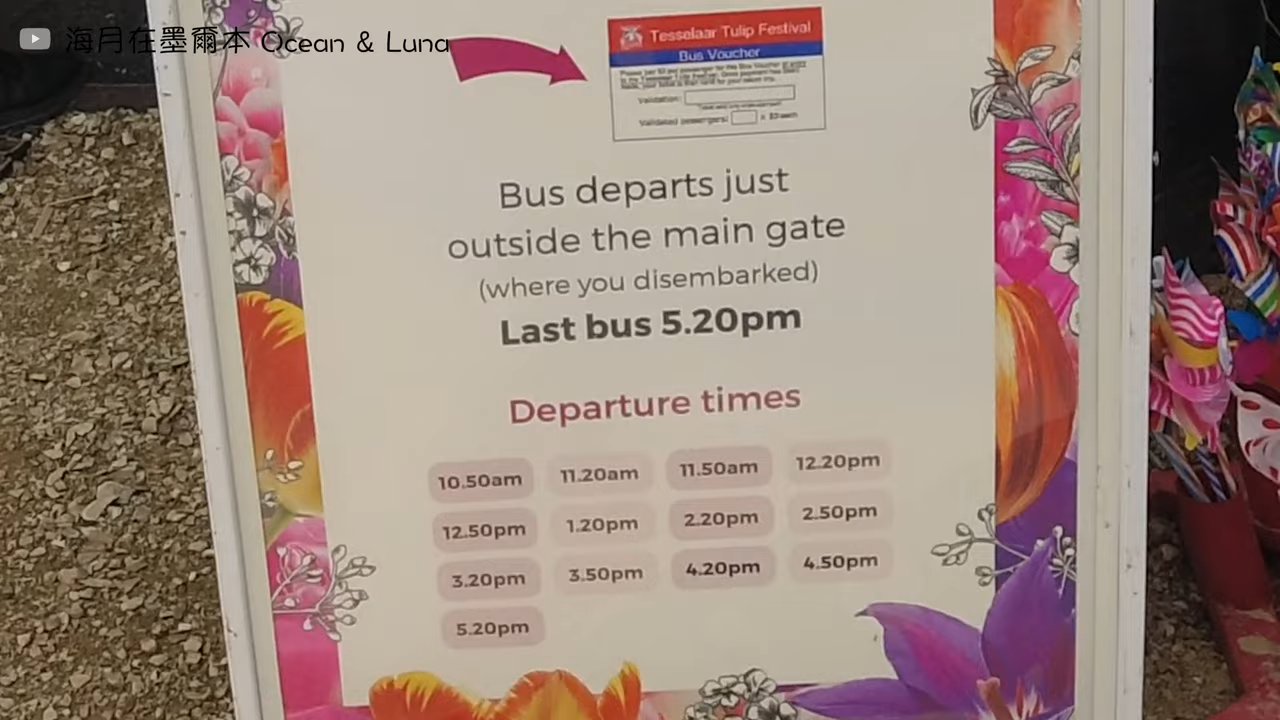 海月在墨爾本 Ocean & Luna
Tesselaar Tulip Festival
Bus Voucher
Validation:
Validated passengers:
Bus departs just
outside the main gate
(where you disembarked)
Last bus 5.20pm
Departure times
10.50am 11.20am 11.50am 12.20pm
12.50pm 1.20pm 2.20pm 2.50pm
3.20pm 3.50pm 4.20pm 4.50pm
5.20pm